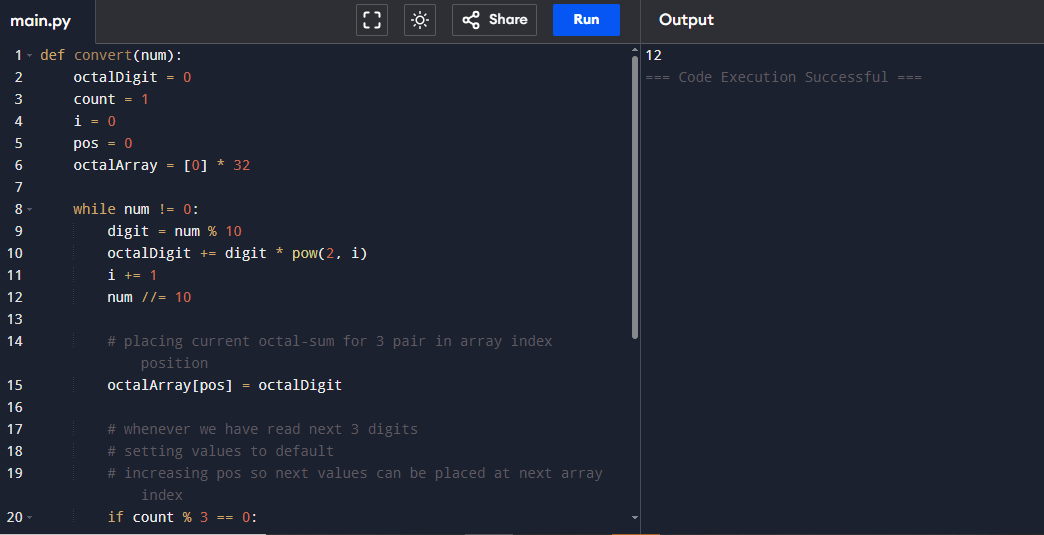 main.py
Share
Run
Output
1 def convert(num):
2 octalDigit = 0
3 count = 1
4 i = 0
5 pos = 0
6 octalArray = [0] * 32
7
8 while num != 0:
9 digit = num % 10
10 octalDigit += digit * pow(2, i)
11 i += 1
12 num //= 10
13
14 # placing current octal-sum for 3 pair in array index
position
15 octalArray[pos] = octalDigit
16
17 # whenever we have read next 3 digits
18 # setting values to default
19 # increasing pos so next values can be placed at next array
index
20 if count % 3 == 0:
12
=== Code Execution Successful ===